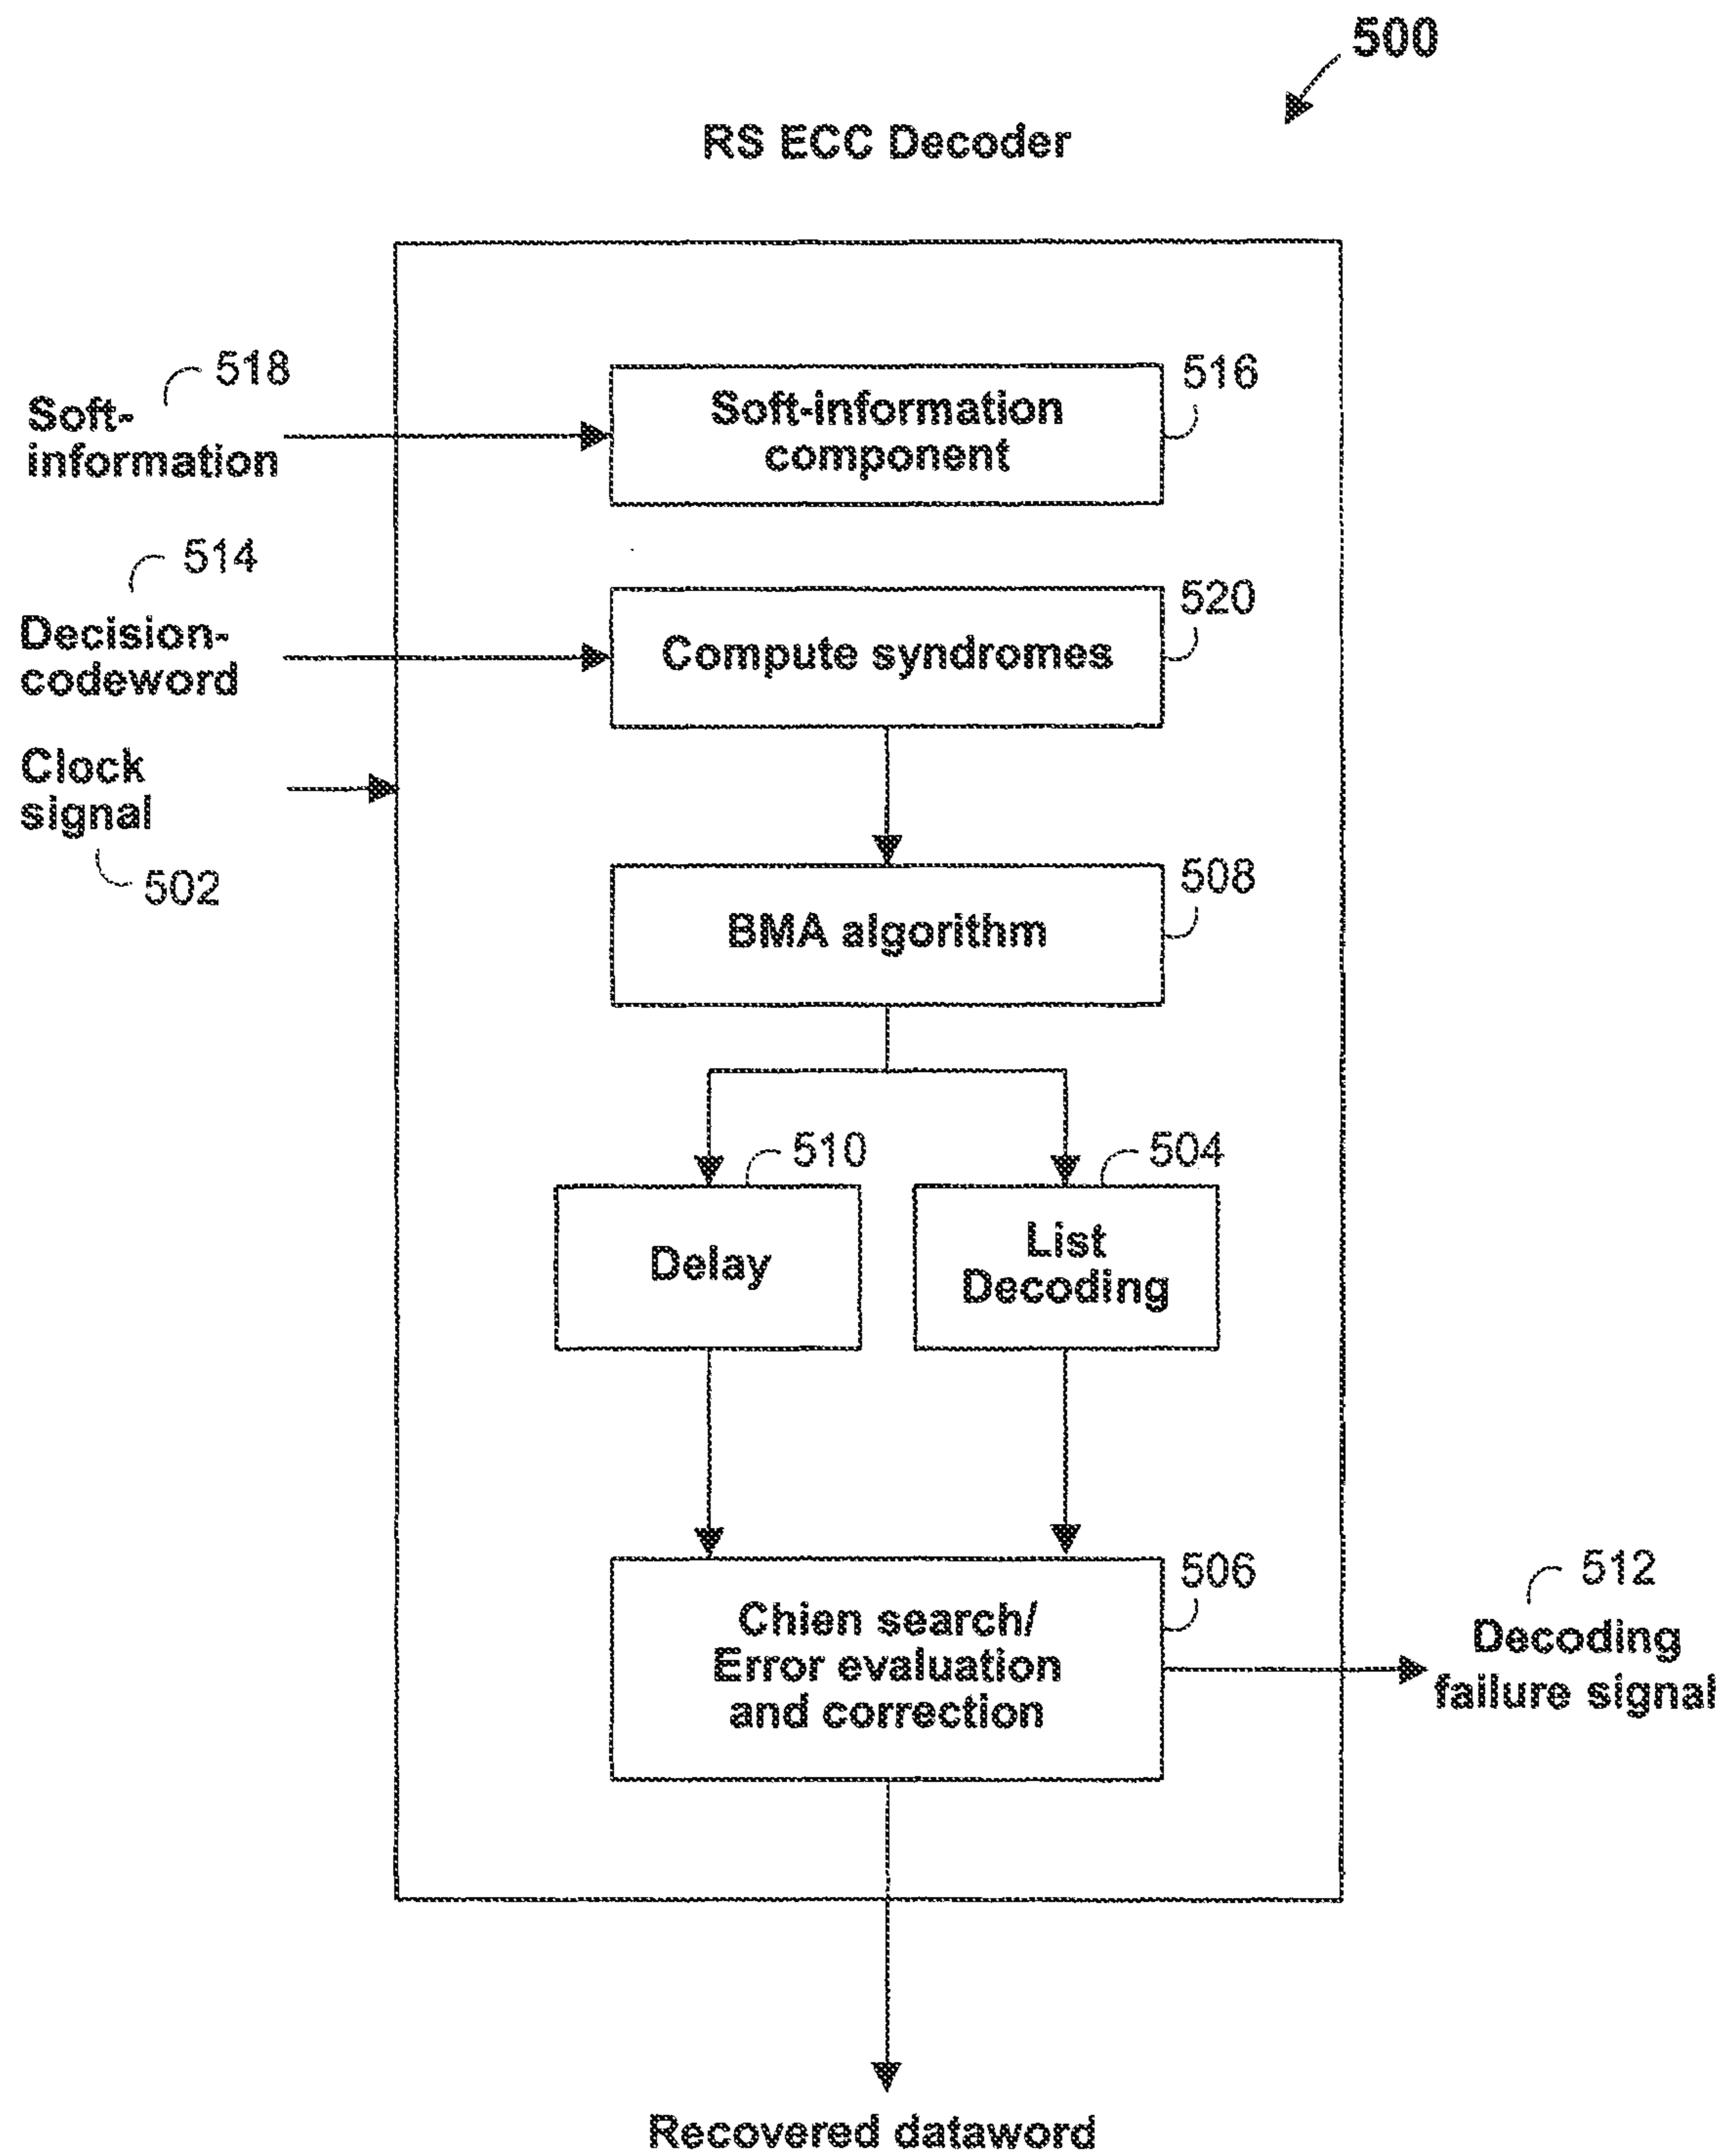 500
RS ECC Decoder
518
Soft-
information
Soft-information
component
516
514
Decision-
codeword
Compute syndromes
520
Clock
signal
502
BMA algorithm
508
510
Delay
504
List
Decoding
Chien search/
Error evaluation
and correction
506
512
Decoding
failure signal
Recovered dataword